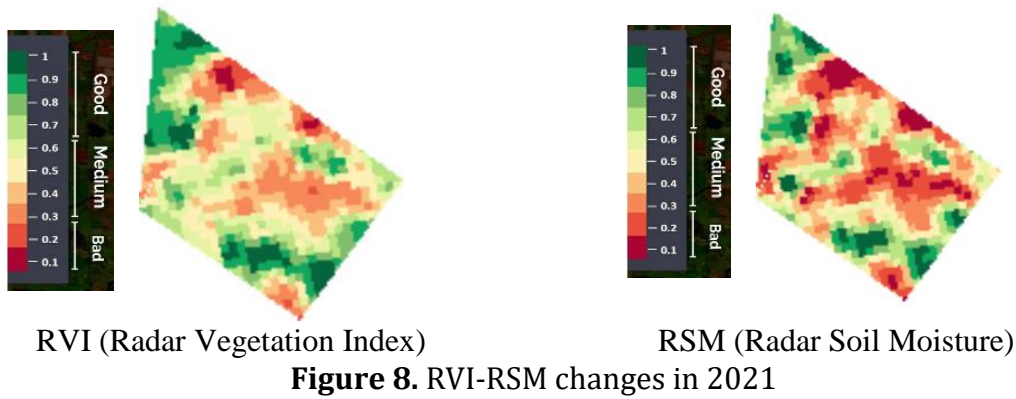 1
0.9
0.8
0.7
0.6
0.5
0.4
0.3
0.2
0.1
Good
Medium
Bad
1
0.9
0.8
0.7
0.6
0.5
0.4
0.3
0.2
0.1
Good
Medium
Bad
RVI (Radar Vegetation Index)
RSM (Radar Soil Moisture)
Figure 8. RVI-RSM changes in 2021